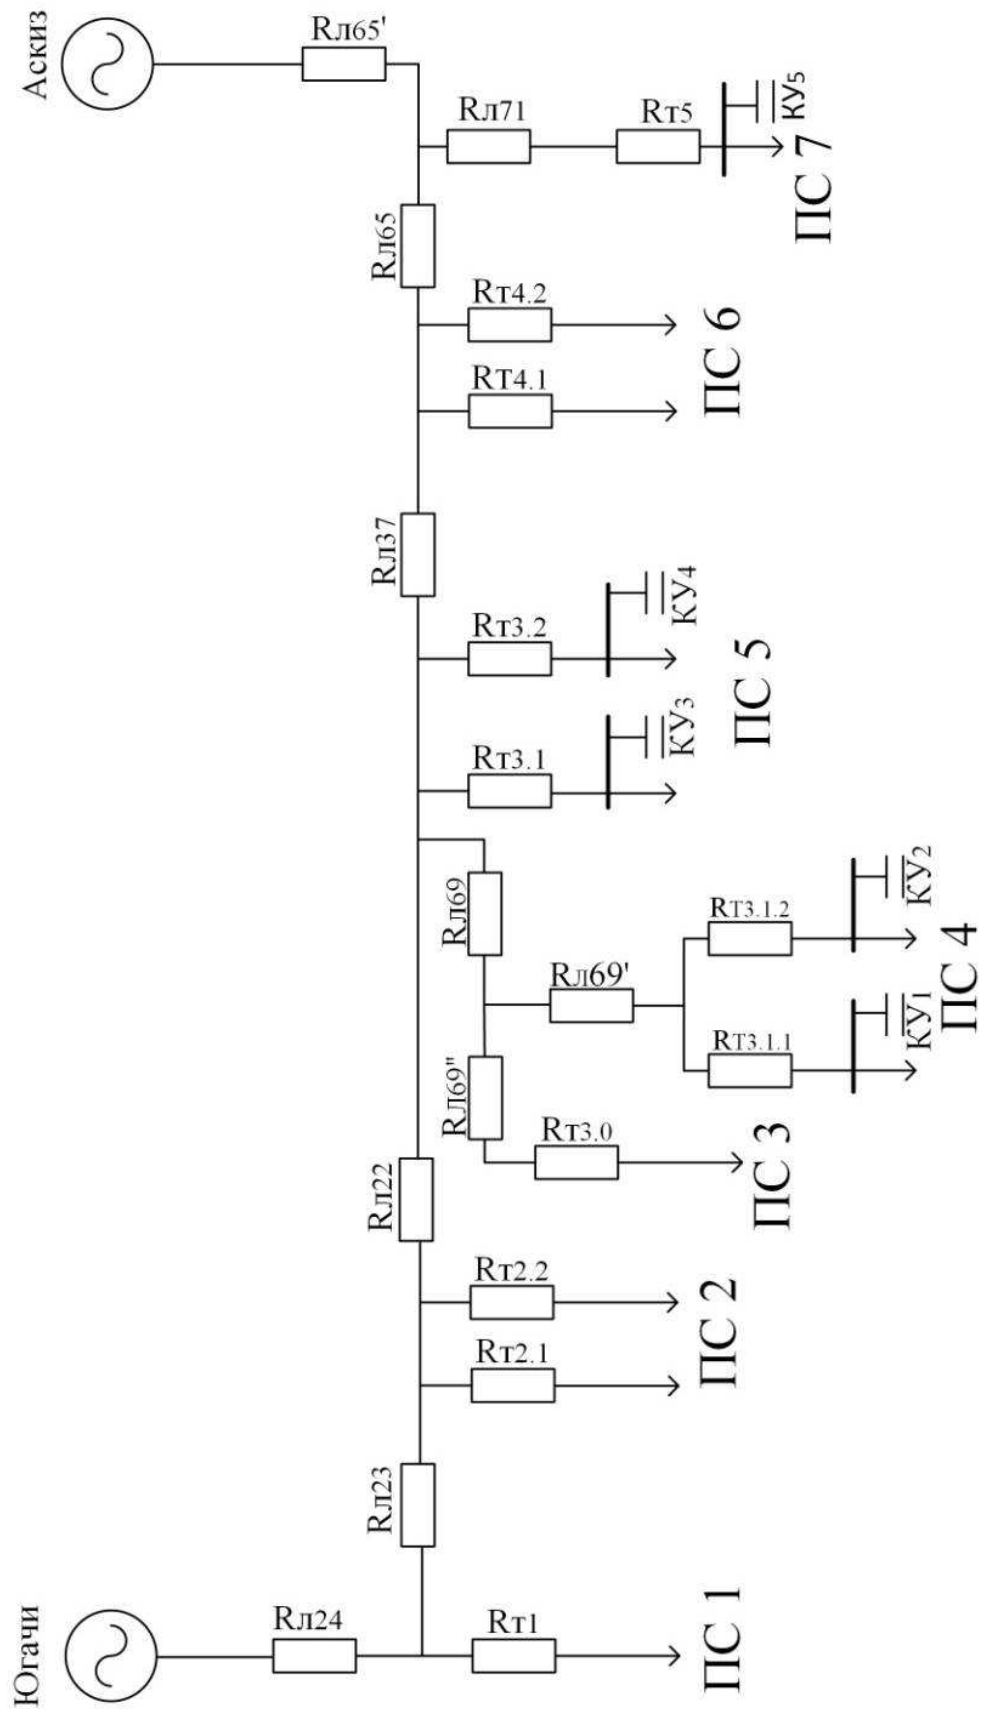 Аскиз
Rл65'
Rл71
Rт5
КУ5
ПС 7
Rл65
Rт4.2
ПС 6
Rт4.1
Rл37
КУ4
Rт3.2
ПС 5
КУ3
Rт3.1
КУ2
Rл69
Rт3.1.2
ПС 4
Rл69'
КУ1
Rт3.1.1
Rл69"
Rт3.0
ПС 3
Rл22
Rт2.2
ПС 2
Rт2.1
Rл23
Югачи
Rл24
Rт1
ПС 1